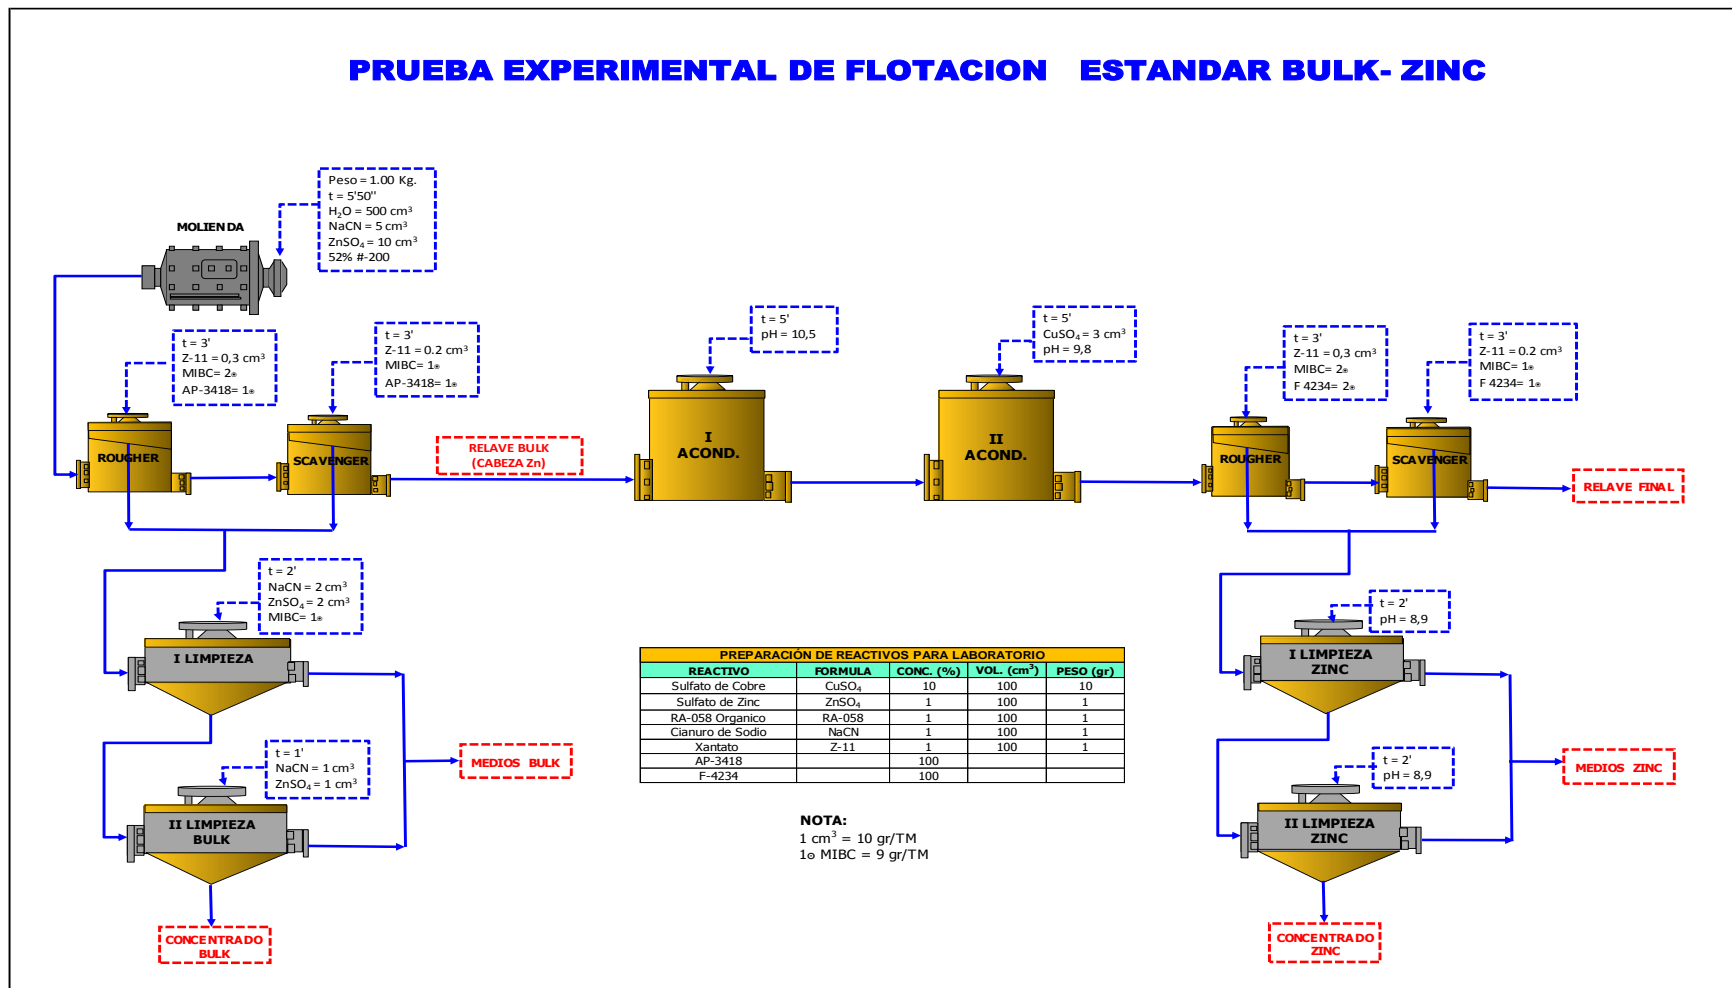 PRUEBA EXPERIMENTAL DE FLOTACION ESTANDAR BULK- ZINC
Peso = 1.00 Kg.
t = 5'50''
H₂O = 500 cm³
NaCN = 5 cm³
ZnSO₄ = 10 cm³
52% #-200
MOLIENDA
t = 3'
Z-11 = 0,3 cm³
MIBC= 2⊙
AP-3418= 1⊙
t = 3'
Z-11 = 0.2 cm³
MIBC= 1⊙
AP-3418= 1⊙
t = 5'
pH = 10,5
t = 5'
CuSO₄ = 3 cm³
pH = 9,8
t = 3'
Z-11 = 0,3 cm³
MIBC= 2⊙
F 4234= 2⊙
t = 3'
Z-11 = 0.2 cm³
MIBC= 1⊙
F 4234= 1⊙
ROUGHER
SCAVENGER
RELAVE BULK
(CABEZA Zn)
I
ACOND.
II
ACOND.
ROUGHER
SCAVENGER
RELAVE FINAL
t = 2'
NaCN = 2 cm³
ZnSO₄ = 2 cm³
MIBC= 1⊙
I LIMPIEZA
t = 1'
NaCN = 1 cm³
ZnSO₄ = 1 cm³
MEDIOS BULK
II LIMPIEZA
BULK
CONCENTRADO
BULK
PREPARACIÓN DE REACTIVOS PARA LABORATORIO
REACTIVO FORMULA CONC. (%) VOL. (cm³) PESO (gr)
Sulfato de Cobre CuSO₄ 10 100 10
Sulfato de Zinc ZnSO₄ 1 100 1
RA-058 Organico RA-058 1 100 1
Cianuro de Sodio NaCN 1 100 1
Xantato Z-11 1 100 1
AP-3418 100
F-4234 100
NOTA:
1 cm³ = 10 gr/TM
1⊙ MIBC = 9 gr/TM
t = 2'
pH = 8,9
I LIMPIEZA
ZINC
t = 2'
pH = 8,9
MEDIOS ZINC
II LIMPIEZA
ZINC
CONCENTRADO
ZINC